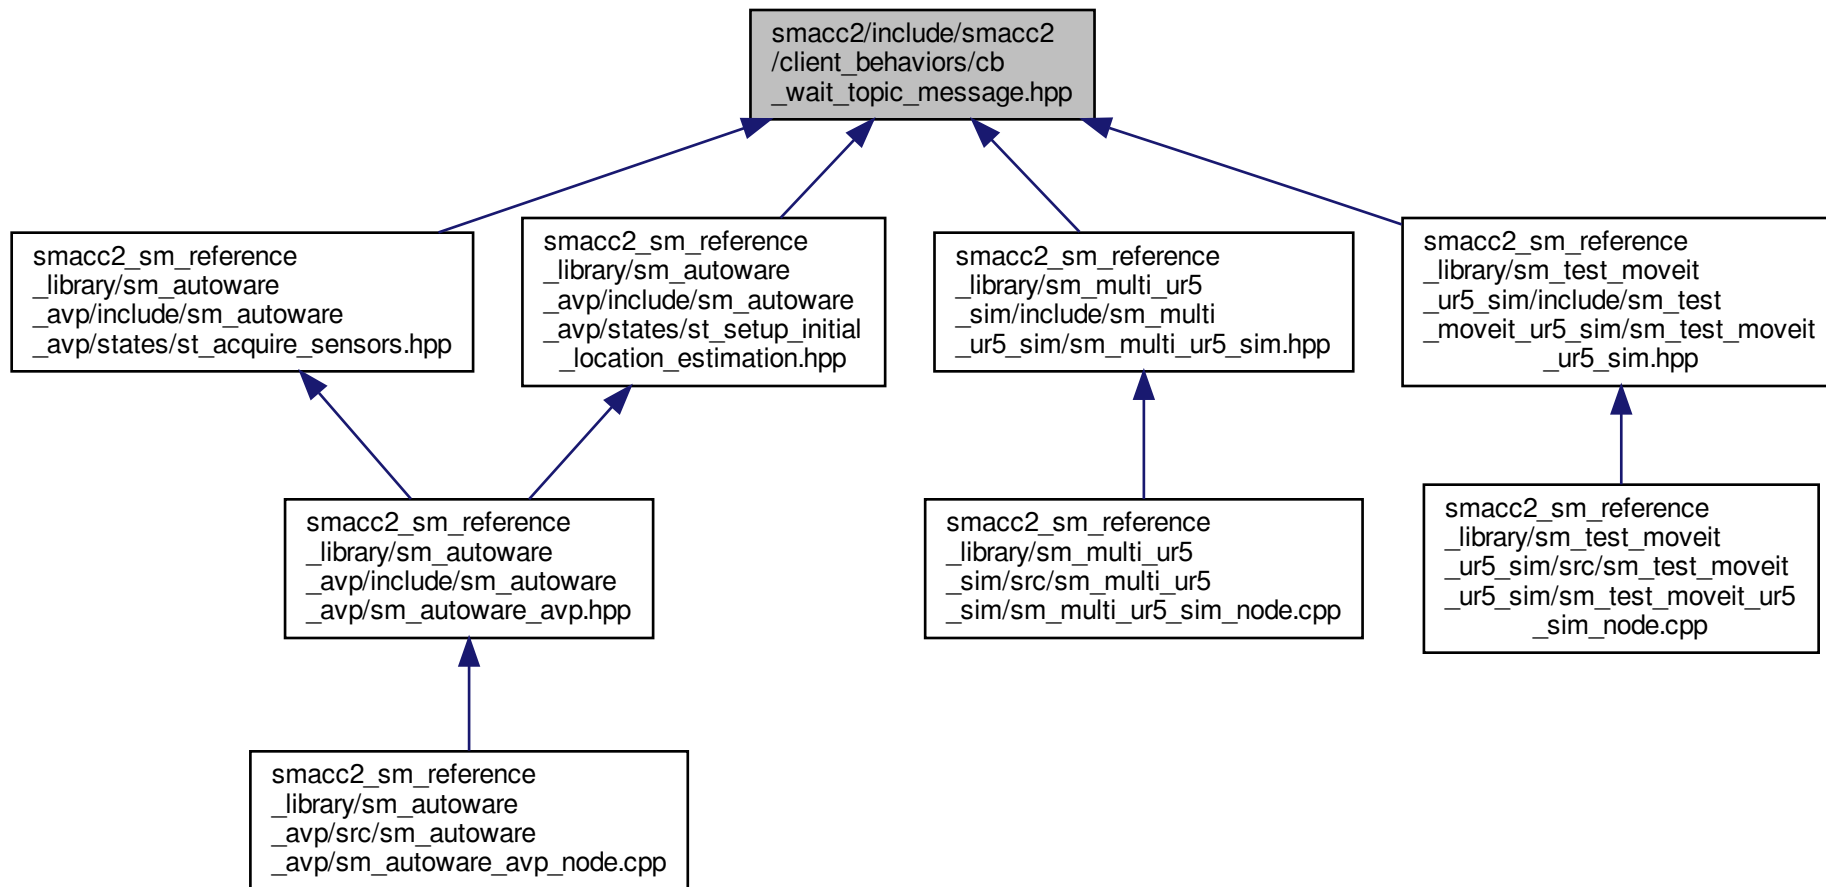 smacc2/include/smacc2
/client_behaviors/cb
_wait_topic_message.hpp
smacc2_sm_reference
_library/sm_autoware
_avp/include/sm_autoware
_avp/states/st_acquire_sensors.hpp
smacc2_sm_reference
_library/sm_autoware
_avp/include/sm_autoware
_avp/states/st_setup_initial
_location_estimation.hpp
smacc2_sm_reference
_library/sm_multi_ur5
_sim/include/sm_multi
_ur5_sim/sm_multi_ur5_sim.hpp
smacc2_sm_reference
_library/sm_test_moveit
_ur5_sim/include/sm_test
_moveit_ur5_sim/sm_test_moveit
_ur5_sim.hpp
smacc2_sm_reference
_library/sm_autoware
_avp/include/sm_autoware
_avp/sm_autoware_avp.hpp
smacc2_sm_reference
_library/sm_multi_ur5
_sim/src/sm_multi_ur5
_sim/sm_multi_ur5_sim_node.cpp
smacc2_sm_reference
_library/sm_test_moveit
_ur5_sim/src/sm_test_moveit
_ur5_sim/sm_test_moveit_ur5
_sim_node.cpp
smacc2_sm_reference
_library/sm_autoware
_avp/src/sm_autoware
_avp/sm_autoware_avp_node.cpp